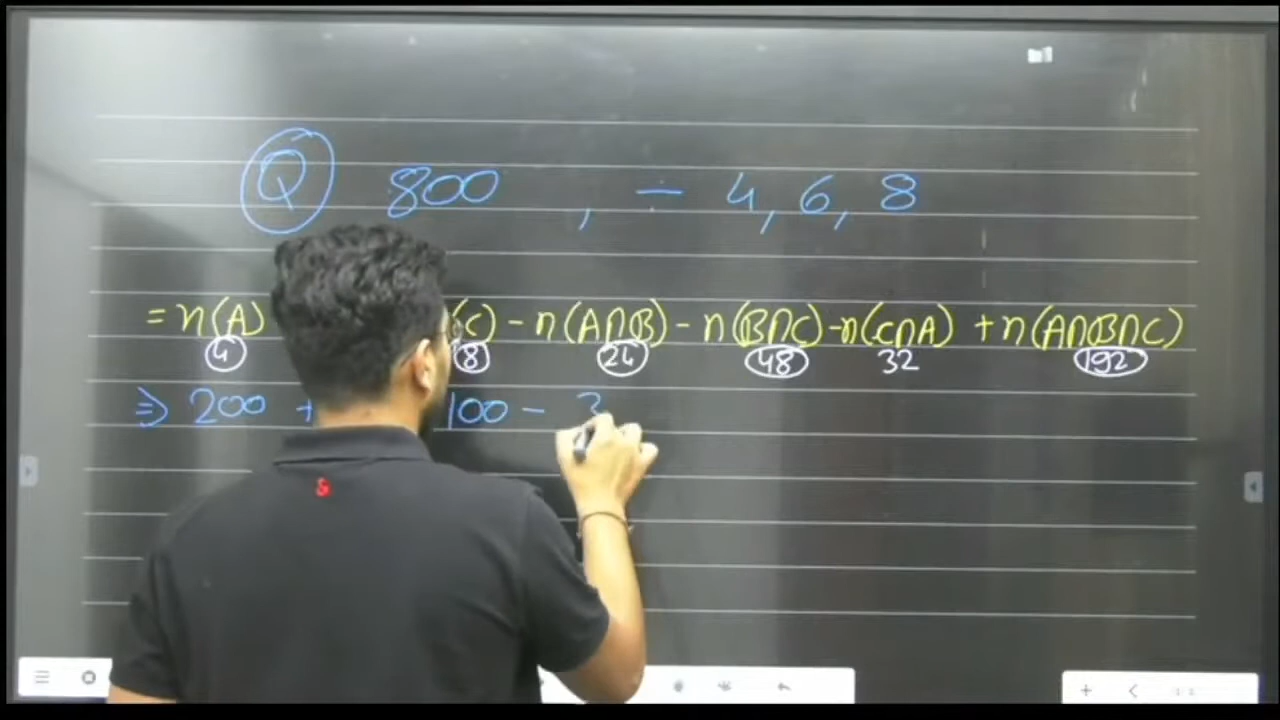 Q 800 , ÷ 4, 6, 8
= n(A) (C) - n(A∩B) - n(B∩C) - n(C∩A) + n(A∩B∩C)
4 8 24 48 32 192
⇒ 200 + 100 - 3